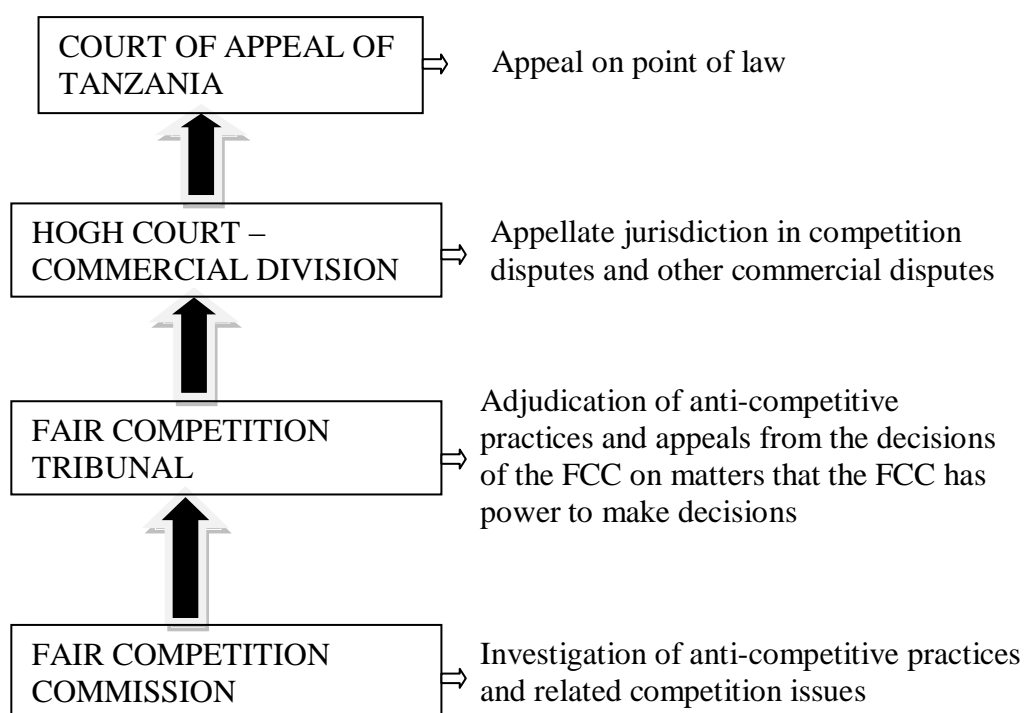 COURT OF APPEAL OF
TANZANIA
Appeal on point of law
HOGH COURT –
COMMERCIAL DIVISION
Appellate jurisdiction in competition
disputes and other commercial disputes
FAIR COMPETITION
TRIBUNAL
Adjudication of anti-competitive
practices and appeals from the decisions
of the FCC on matters that the FCC has
power to make decisions
FAIR COMPETITION
COMMISSION
Investigation of anti-competitive practices
and related competition issues